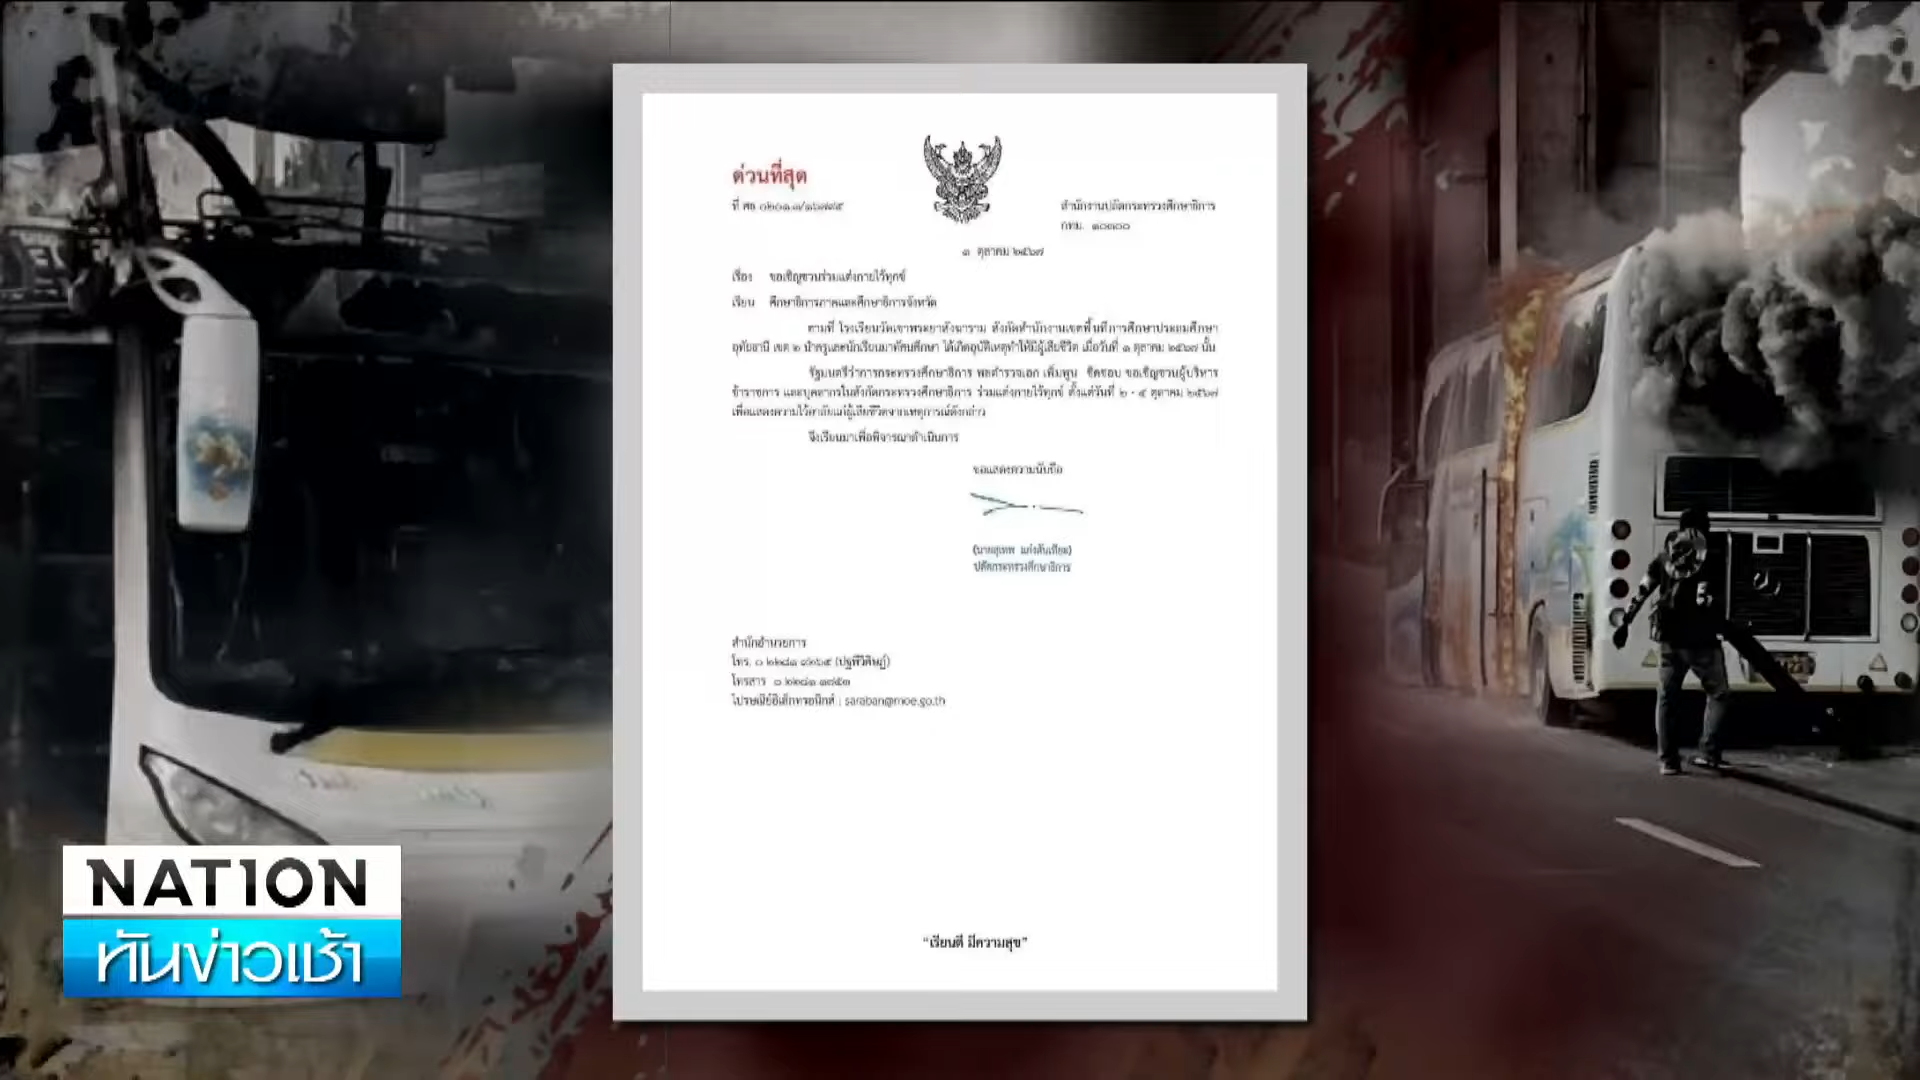 ด่วนที่สุด
ที่ ศธ ๐๒๐๑.๑/
สำนักงานปลัดกระทรวงศึกษาธิการ
กทม. ๑๐๓๐๐
๑ ตุลาคม ๒๕๖๗
เรื่อง ขอเชิญชวนร่วมแต่งกายไว้ทุกข์
เรียน ศึกษาธิการภาคและศึกษาธิการจังหวัด
ตามที่ โรงเรียนวัดเขาพระยาสังฆาราม สังกัดสำนักงานเขตพื้นที่การศึกษาประถมศึกษา
อุทัยธานี เขต ๒ นำครูและนักเรียนมาทัศนศึกษา ได้เกิดอุบัติเหตุทำให้มีผู้เสียชีวิต เมื่อวันที่ ๑ ตุลาคม ๒๕๖๗ นั้น
รัฐมนตรีว่าการกระทรวงศึกษาธิการ พลตำรวจเอก เพิ่มพูน ชิดชอบ ขอเชิญชวนผู้บริหาร
ข้าราชการ และบุคลากรในสังกัดกระทรวงศึกษาธิการ ร่วมแต่งกายไว้ทุกข์ ตั้งแต่วันที่ ๒ - ๔ ตุลาคม ๒๕๖๗
เพื่อแสดงความไว้อาลัยแก่ผู้เสียชีวิตจากเหตุการณ์ดังกล่าว
จึงเรียนมาเพื่อพิจารณาดำเนินการ
ขอแสดงความนับถือ
(นายสุเทพ แก่งสันเทียะ)
ปลัดกระทรวงศึกษาธิการ
สำนักอำนวยการ
โทร.
โทรสาร
ไปรษณีย์อิเล็กทรอนิกส์ : saraban@moe.go.th
“เรียนดี มีความสุข”
NATION
ทันข่าวเช้า